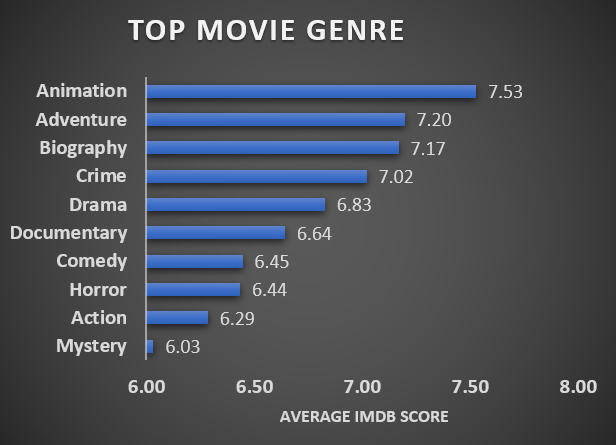 TOP MOVIE GENRE
Animation 7.53
Adventure 7.20
Biography 7.17
Crime 7.02
Drama 6.83
Documentary 6.64
Comedy 6.45
Horror 6.44
Action 6.29
Mystery 6.03
6.00 6.50 7.00 7.50 8.00
AVERAGE IMDB SCORE